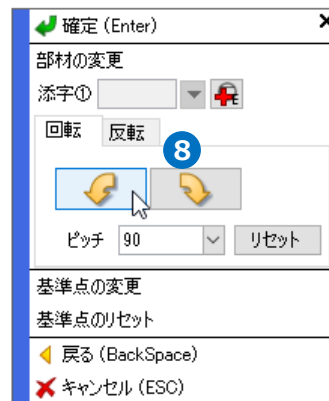 確定 (Enter)
部材の変更
添字①
E
回転 反転
8
ピッチ 90 リセット
基準点の変更
基準点のリセット
戻る (BackSpace)
キャンセル (ESC)